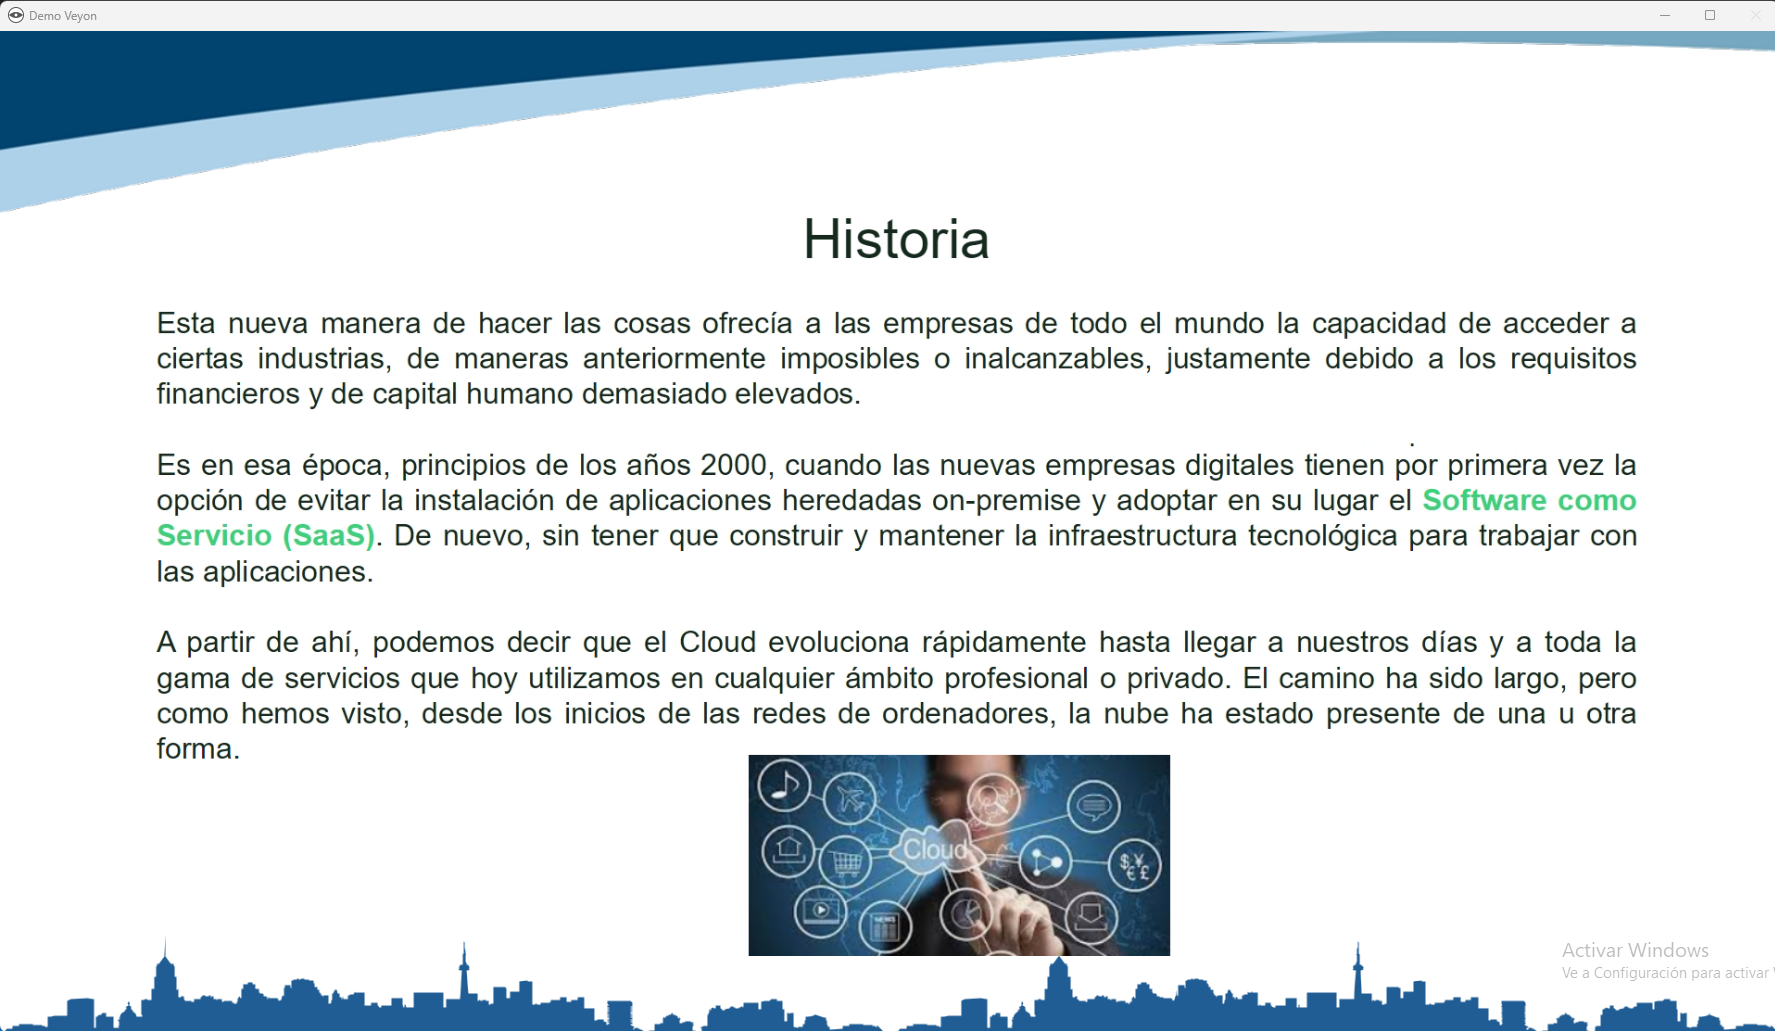 Demo Veyon
Historia
Esta nueva manera de hacer las cosas ofrecía a las empresas de todo el mundo la capacidad de acceder a
ciertas industrias, de maneras anteriormente imposibles o inalcanzables, justamente debido a los requisitos
financieros y de capital humano demasiado elevados.
Es en esa época, principios de los años 2000, cuando las nuevas empresas digitales tienen por primera vez la
opción de evitar la instalación de aplicaciones heredadas on-premise y adoptar en su lugar el Software como
Servicio (SaaS). De nuevo, sin tener que construir y mantener la infraestructura tecnológica para trabajar con
las aplicaciones.
A partir de ahí, podemos decir que el Cloud evoluciona rápidamente hasta llegar a nuestros días y a toda la
gama de servicios que hoy utilizamos en cualquier ámbito profesional o privado. El camino ha sido largo, pero
como hemos visto, desde los inicios de las redes de ordenadores, la nube ha estado presente de una u otra
forma.
Cloud
$ ¥
€ £
NEWS
Activar Windows
Ve a Configuración para activar